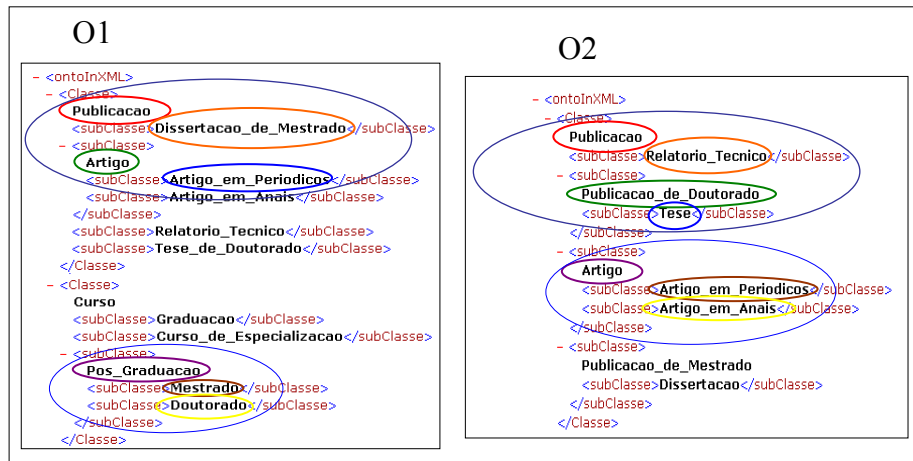 O1
− <ontoInXML>
− <Classe>
Publicacao
<subClasse>Dissertacao_de_Mestrado</subClasse>
− <subClasse>
Artigo
<subClasse>Artigo_em_Periodicos</subClasse>
<subClasse>Artigo_em_Anais</subClasse>
</subClasse>
<subClasse>Relatorio_Tecnico</subClasse>
<subClasse>Tese_de_Doutorado</subClasse>
</Classe>
− <Classe>
Curso
<subClasse>Graduacao</subClasse>
<subClasse>Curso_de_Especializacao</subClasse>
− <subClasse>
Pos_Graduacao
<subClasse>Mestrado</subClasse>
<subClasse>Doutorado</subClasse>
</subClasse>
</Classe>
O2
− <ontoInXML>
− <Classe>
Publicacao
<subClasse>Relatorio_Tecnico</subClasse>
− <subClasse>
Publicacao_de_Doutorado
<subClasse>Tese</subClasse>
</subClasse>
− <subClasse>
Artigo
<subClasse>Artigo_em_Periodicos</subClasse>
<subClasse>Artigo_em_Anais</subClasse>
</subClasse>
− <subClasse>
Publicacao_de_Mestrado
<subClasse>Dissertacao</subClasse>
</subClasse>
</Classe>